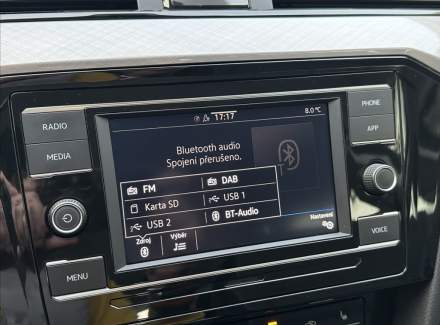 RADIO
MEDIA
MENU
PHONE
APP
VOICE
17:17
8.0 °C
Bluetooth audio
Spojení přerušeno.
FM
DAB
Karta SD
USB 1
USB 2
BT-Audio
Zdroj
Výběr
Nastavení